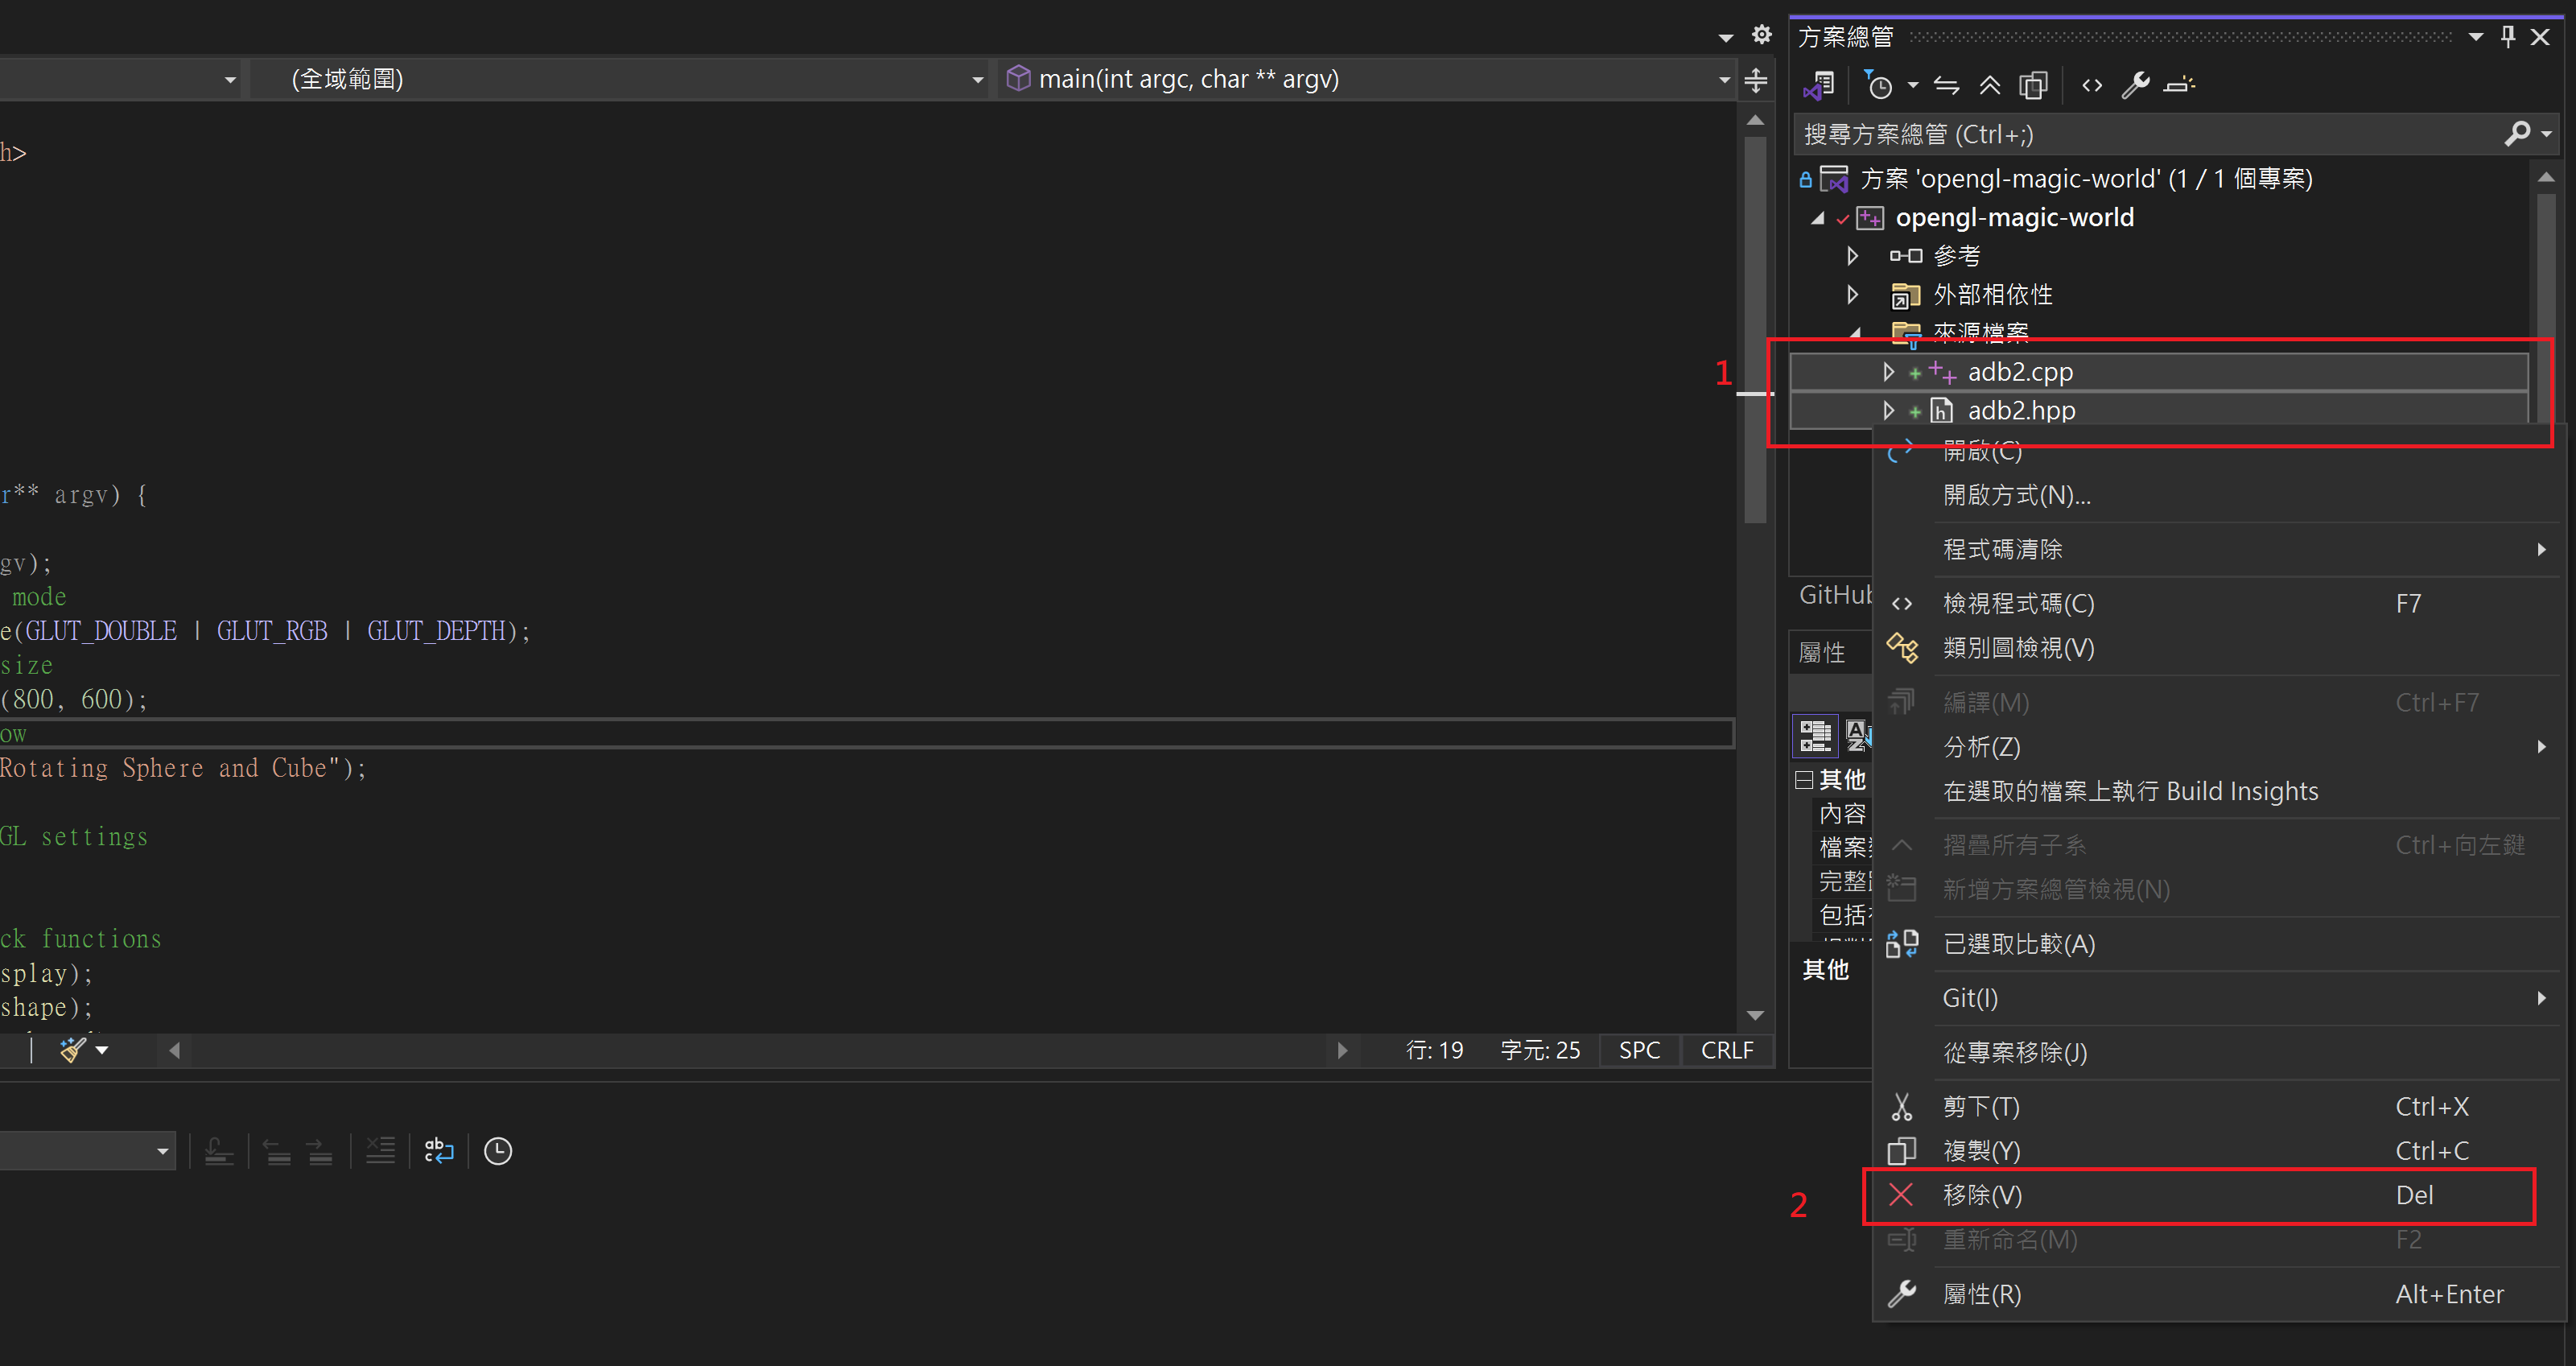 (全域範圍)
main(int argc, char ** argv)
h>
r** argv) {
gv);
mode
e(GLUT_DOUBLE | GLUT_RGB | GLUT_DEPTH);
size
(800, 600);
ow
Rotating Sphere and Cube");
GL settings
ck functions
splay);
shape);
行: 19
字元: 25
SPC
CRLF
方案總管
搜尋方案總管 (Ctrl+;)
方案 'opengl-magic-world' (1 / 1 個專案)
opengl-magic-world
參考
外部相依性
來源檔案
1
adb2.cpp
adb2.hpp
GitHub
屬性
其他
內容
檔案
完整
包括
其他
開啟(C)
開啟方式(N)...
程式碼清除
檢視程式碼(C) F7
類別圖檢視(V)
編譯(M) Ctrl+F7
分析(Z)
在選取的檔案上執行 Build Insights
摺疊所有子系 Ctrl+向左鍵
新增方案總管檢視(N)
已選取比較(A)
Git(I)
從專案移除(J)
剪下(T) Ctrl+X
複製(Y) Ctrl+C
2
移除(V) Del
重新命名(M) F2
屬性(R) Alt+Enter